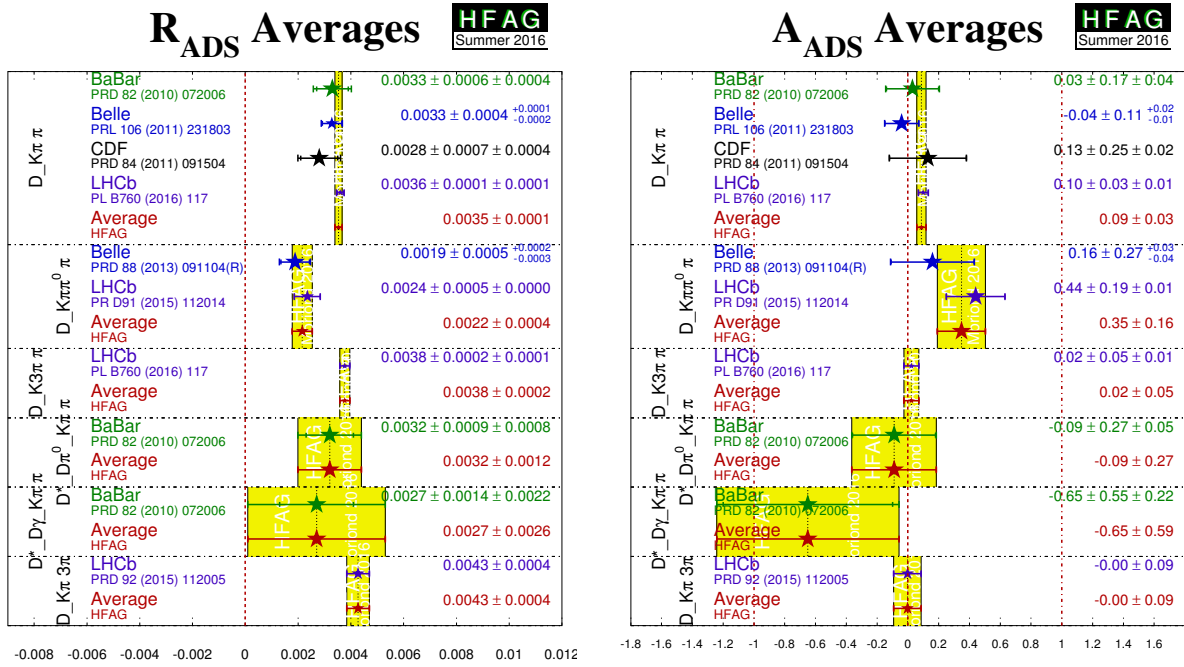 R_ADS Averages
HFAG
Summer 2016
D_Kπ π
BaBar 0.0033 ± 0.0006 ± 0.0004
PRD 82 (2010) 072006
Belle 0.0033 ± 0.0004 +0.0001 -0.0002
PRL 106 (2011) 231803
CDF 0.0028 ± 0.0007 ± 0.0004
PRD 84 (2011) 091504
LHCb 0.0036 ± 0.0001 ± 0.0001
PL B760 (2016) 117
Average 0.0035 ± 0.0001
HFAG
D_Kππ⁰ π
Belle 0.0019 ± 0.0005 +0.0002 -0.0003
PRD 88 (2013) 091104(R)
LHCb 0.0024 ± 0.0005 ± 0.0000
PR D91 (2015) 112014
Average 0.0022 ± 0.0004
HFAG
D_K3π π
LHCb 0.0038 ± 0.0002 ± 0.0001
PL B760 (2016) 117
Average 0.0038 ± 0.0002
HFAG
D*_Dπ⁰_Kπ π
BaBar 0.0032 ± 0.0009 ± 0.0008
PRD 82 (2010) 072006
Average 0.0032 ± 0.0012
HFAG
D*_Dγ_Kπ π
BaBar 0.0027 ± 0.0014 ± 0.0022
PRD 82 (2010) 072006
Average 0.0027 ± 0.0026
HFAG
D_Kπ 3π
LHCb 0.0043 ± 0.0004
PRD 92 (2015) 112005
Average 0.0043 ± 0.0004
HFAG
-0.008 -0.006 -0.004 -0.002 0 0.002 0.004 0.006 0.008 0.01 0.012
A_ADS Averages
HFAG
Summer 2016
D_Kπ π
BaBar 0.03 ± 0.17 ± 0.04
PRD 82 (2010) 072006
Belle -0.04 ± 0.11 +0.02 -0.01
PRL 106 (2011) 231803
CDF 0.13 ± 0.25 ± 0.02
PRD 84 (2011) 091504
LHCb 0.10 ± 0.03 ± 0.01
PL B760 (2016) 117
Average 0.09 ± 0.03
HFAG
D_Kππ⁰ π
Belle 0.16 ± 0.27 +0.03 -0.04
PRD 88 (2013) 091104(R)
LHCb 0.44 ± 0.19 ± 0.01
PR D91 (2015) 112014
Average 0.35 ± 0.16
HFAG
D_K3π π
LHCb 0.02 ± 0.05 ± 0.01
PL B760 (2016) 117
Average 0.02 ± 0.05
HFAG
D*_Dπ⁰_Kπ π
BaBar -0.09 ± 0.27 ± 0.05
PRD 82 (2010) 072006
Average -0.09 ± 0.27
HFAG
D*_Dγ_Kπ π
BaBar -0.65 ± 0.55 ± 0.22
PRD 82 (2010) 072006
Average -0.65 ± 0.59
HFAG
D_Kπ 3π
LHCb -0.00 ± 0.09
PRD 92 (2015) 112005
Average -0.00 ± 0.09
HFAG
-1.8 -1.4 -1 -0.6 -0.2 0 0.2 0.6 1 1.4